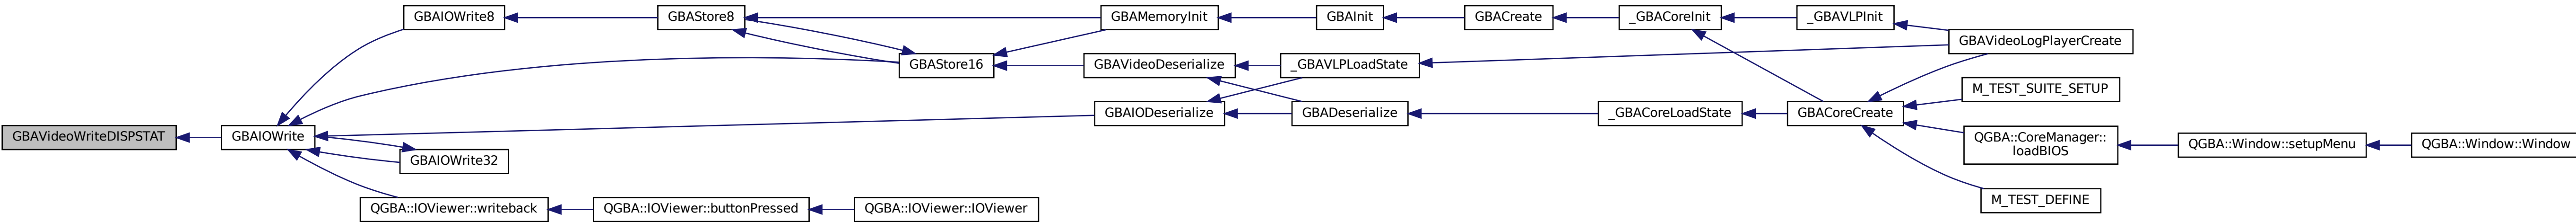 GBAIOWrite8
GBAStore8
GBAMemoryInit
GBAInit
GBACreate
_GBACoreInit
_GBAVLPInit
GBAVideoLogPlayerCreate
GBAStore16
GBAVideoDeserialize
_GBAVLPLoadState
M_TEST_SUITE_SETUP
GBAIODeserialize
GBADeserialize
_GBACoreLoadState
GBACoreCreate
GBAVideoWriteDISPSTAT
GBAIOWrite
QGBA::CoreManager::
loadBIOS
QGBA::Window::setupMenu
QGBA::Window::Window
GBAIOWrite32
M_TEST_DEFINE
QGBA::IOViewer::writeback
QGBA::IOViewer::buttonPressed
QGBA::IOViewer::IOViewer